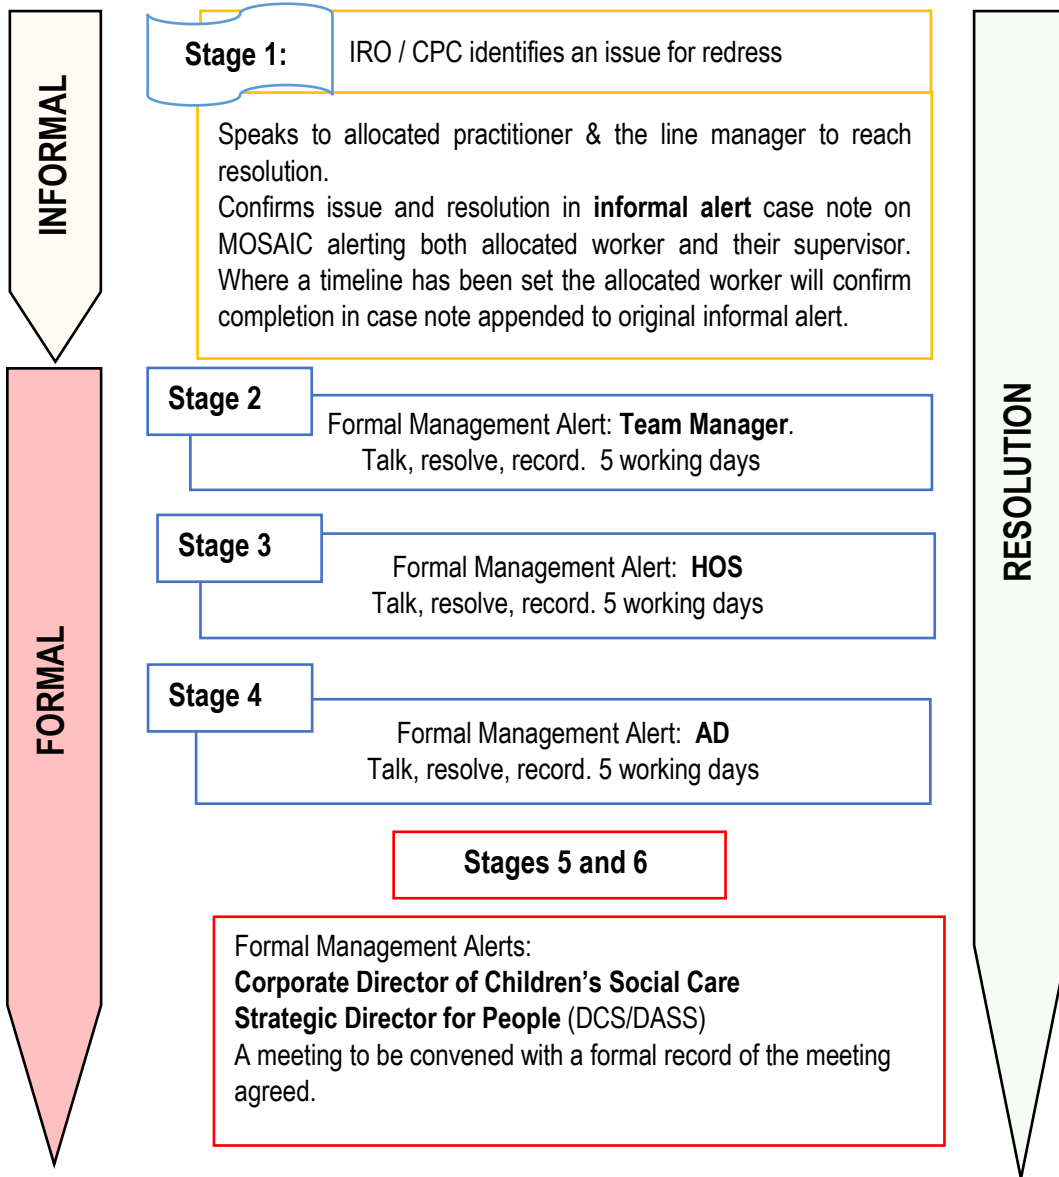 INFORMAL
Stage 1:
IRO / CPC identifies an issue for redress
Speaks to allocated practitioner & the line manager to reach
resolution.
Confirms issue and resolution in informal alert case note on
MOSAIC alerting both allocated worker and their supervisor.
Where a timeline has been set the allocated worker will confirm
completion in case note appended to original informal alert.
FORMAL
Stage 2
Formal Management Alert: Team Manager.
Talk, resolve, record. 5 working days
Stage 3
Formal Management Alert: HOS
Talk, resolve, record. 5 working days
Stage 4
Formal Management Alert: AD
Talk, resolve, record. 5 working days
Stages 5 and 6
Formal Management Alerts:
Corporate Director of Children’s Social Care
Strategic Director for People (DCS/DASS)
A meeting to be convened with a formal record of the meeting
agreed.
RESOLUTION